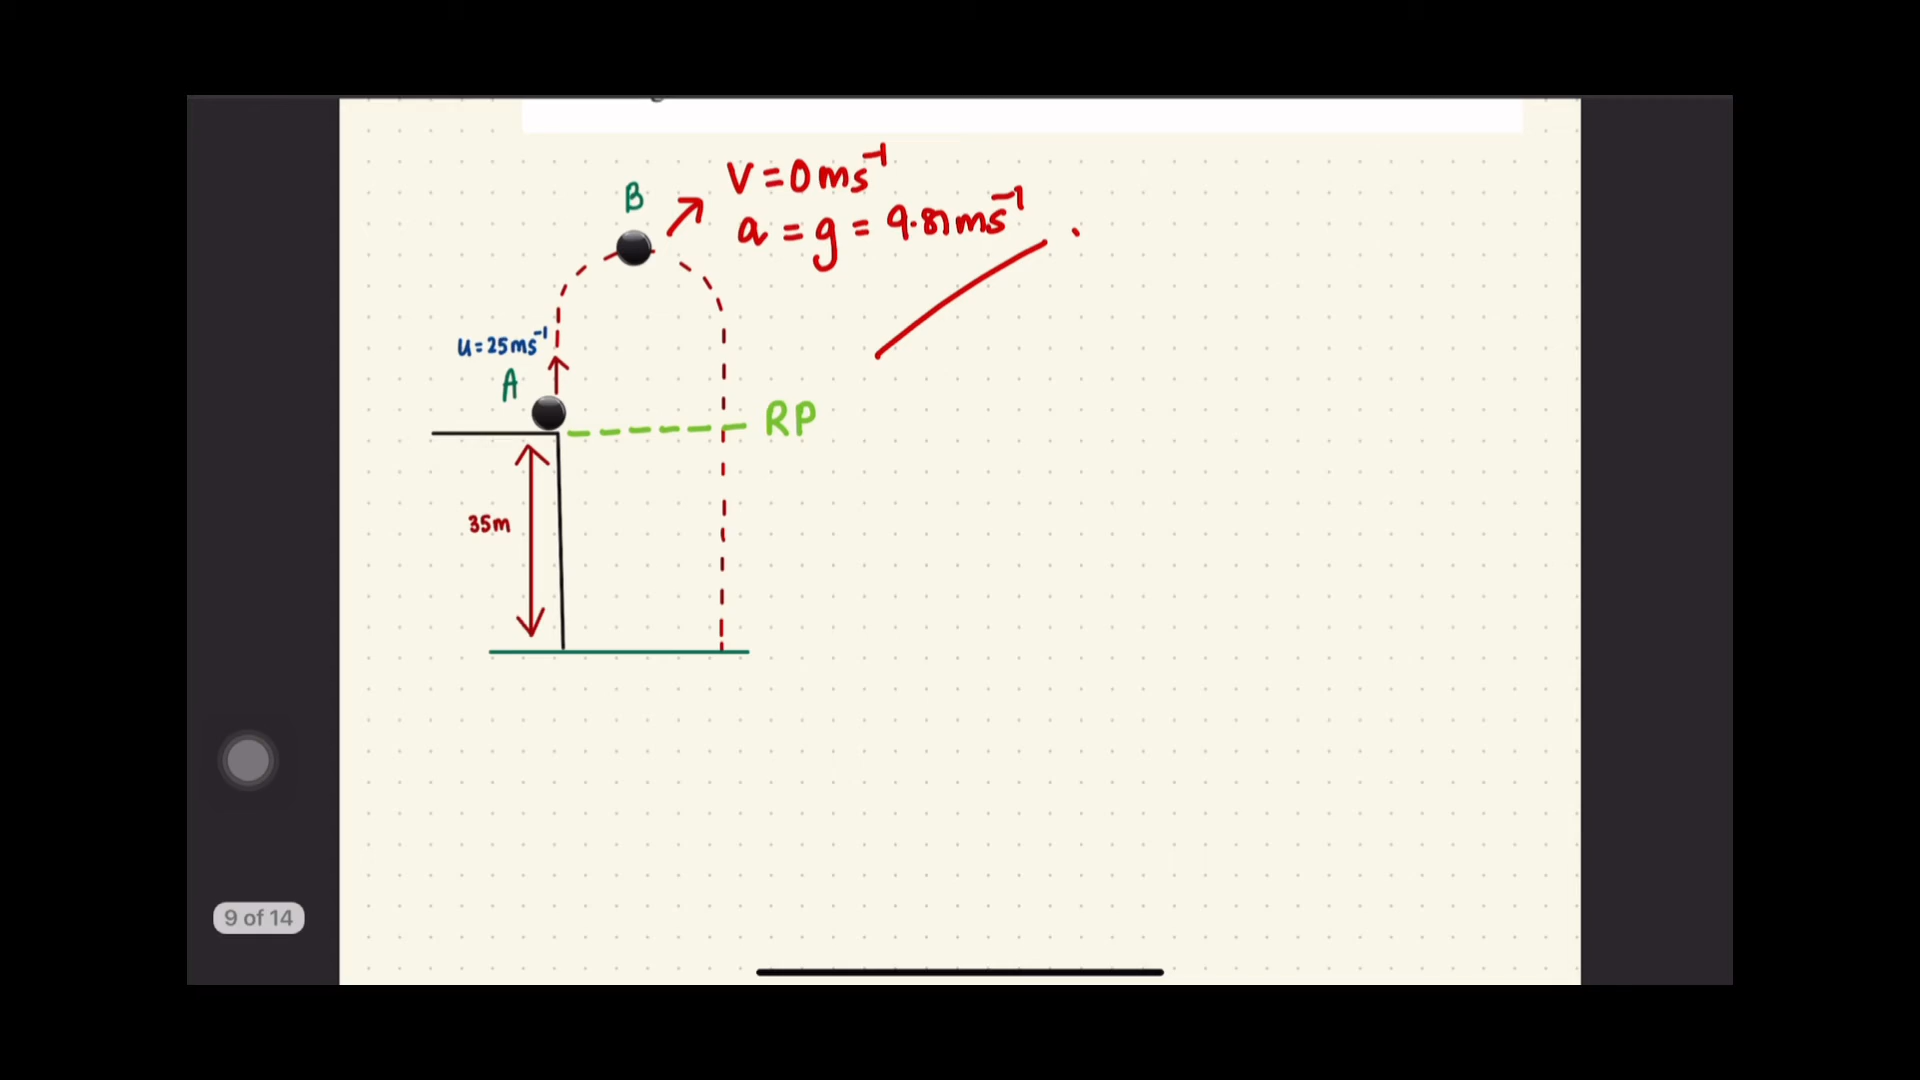 V = 0 ms⁻¹
B
a = g = 9.81 ms⁻¹
u = 25 ms⁻¹
A
RP
35m
9 of 14